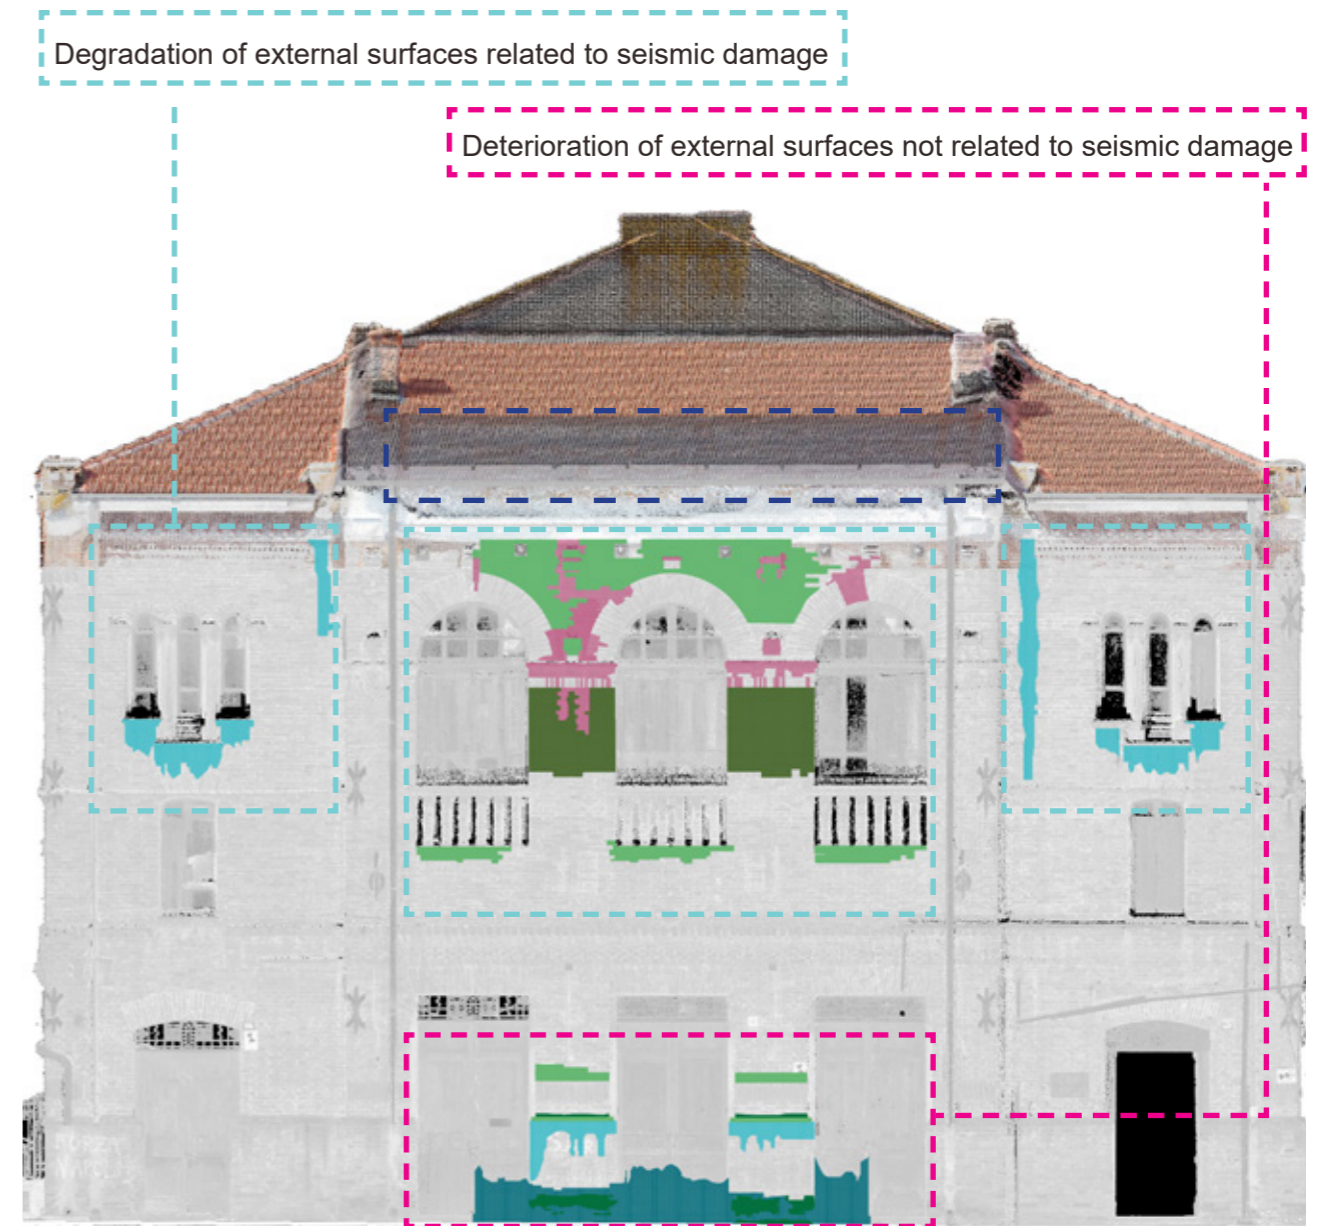 Degradation of external surfaces related to seismic damage
Deterioration of external surfaces not related to seismic damage